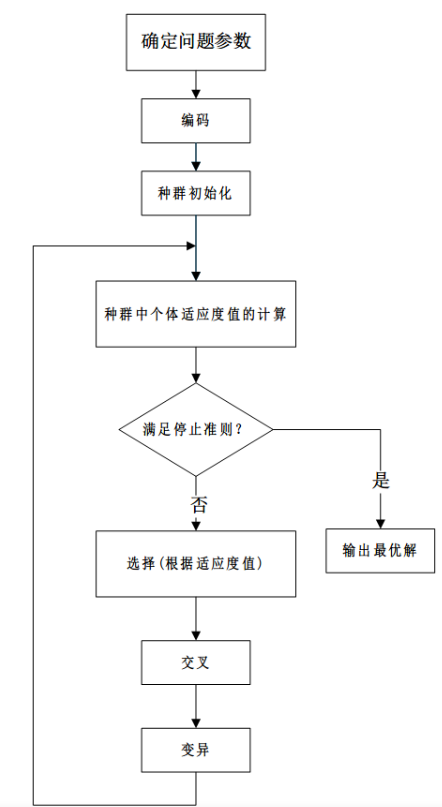 确定问题参数
编码
种群初始化
种群中个体适应度值的计算
满足停止准则？
是
否
输出最优解
选择(根据适应度值)
交叉
变异